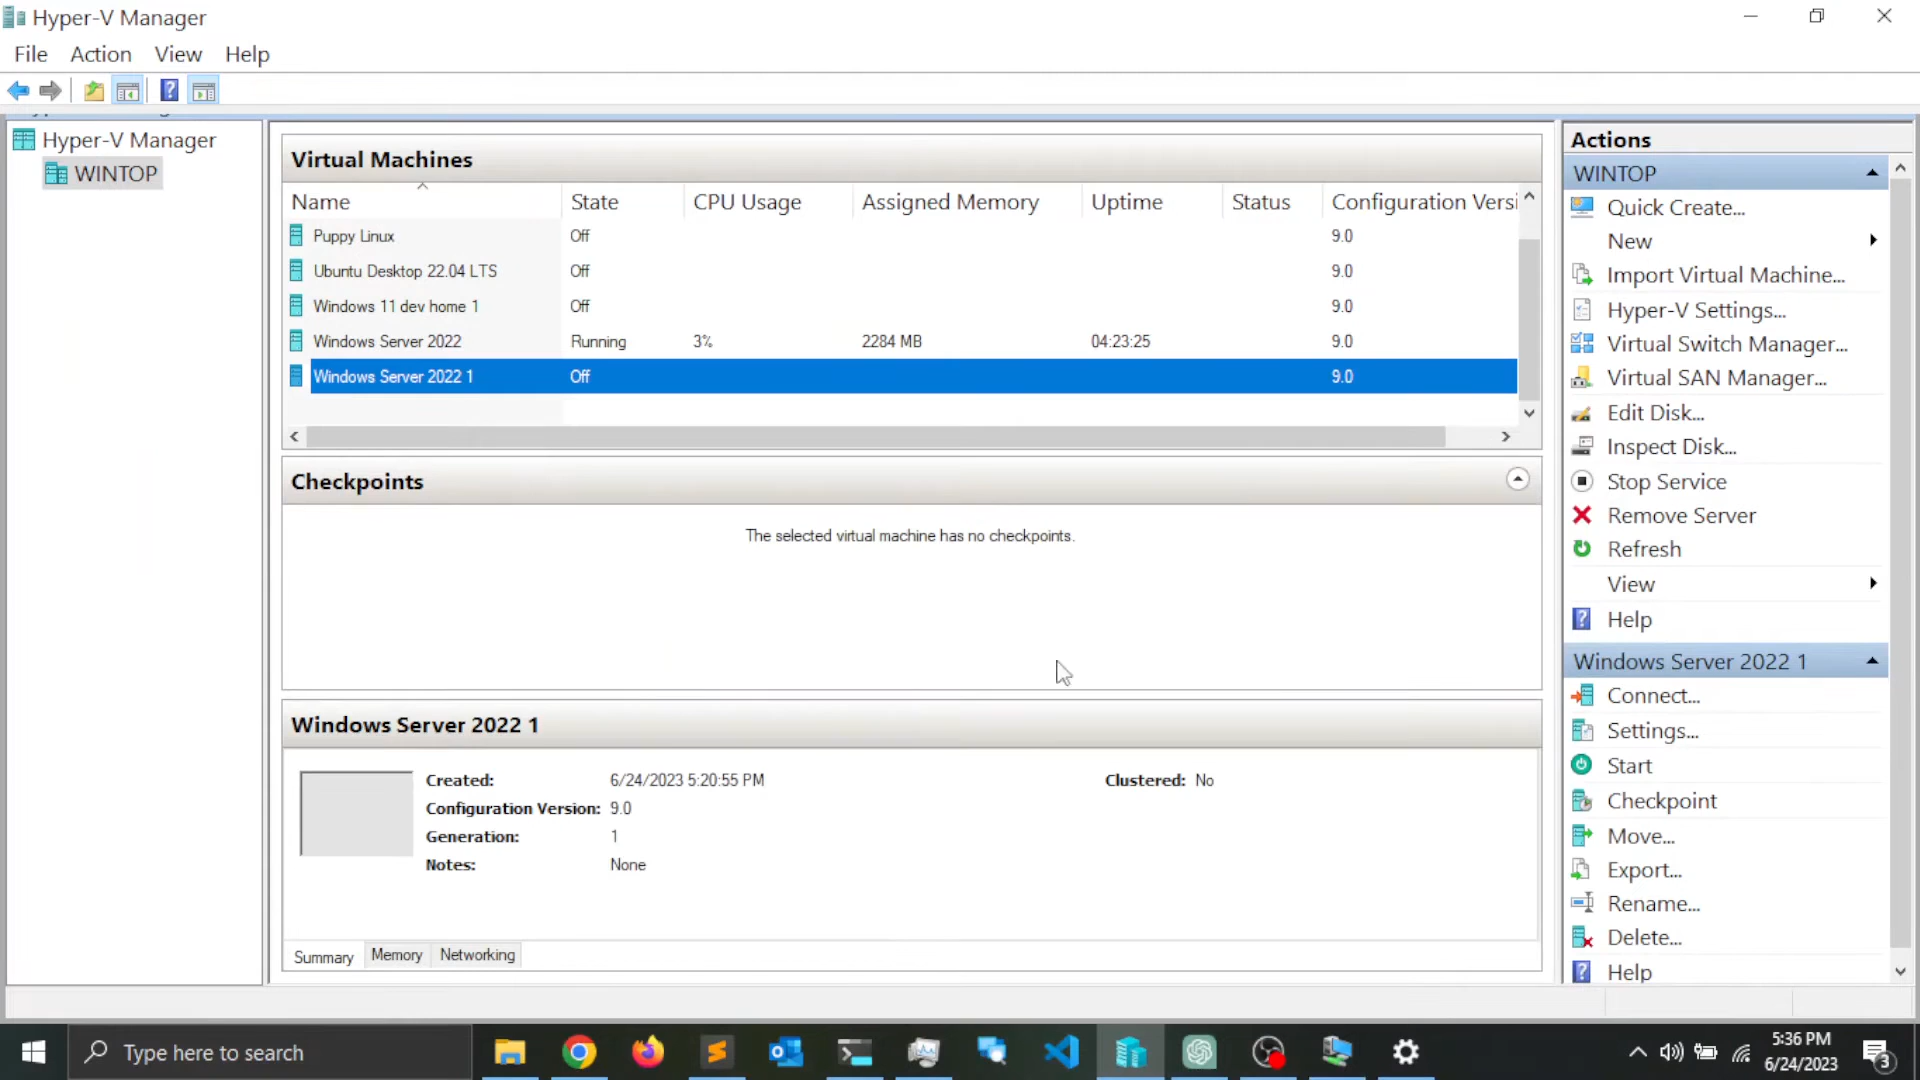 Hyper-V Manager
File Action View Help
Hyper-V Manager
WINTOP
Virtual Machines
Name State CPU Usage Assigned Memory Uptime Status Configuration Versi
Puppy Linux Off 9.0
Ubuntu Desktop 22.04 LTS Off 9.0
Windows 11 dev home 1 Off 9.0
Windows Server 2022 Running 3% 2284 MB 04:23:25 9.0
Windows Server 2022 1 Off 9.0
Checkpoints
The selected virtual machine has no checkpoints.
Windows Server 2022 1
Created: 6/24/2023 5:20:55 PM Clustered: No
Configuration Version: 9.0
Generation: 1
Notes: None
Summary Memory Networking
Actions
WINTOP
Quick Create...
New
Import Virtual Machine...
Hyper-V Settings...
Virtual Switch Manager...
Virtual SAN Manager...
Edit Disk...
Inspect Disk...
Stop Service
Remove Server
Refresh
View
Help
Windows Server 2022 1
Connect...
Settings...
Start
Checkpoint
Move...
Export...
Rename...
Delete...
Help
Type here to search
5:36 PM
6/24/2023
3